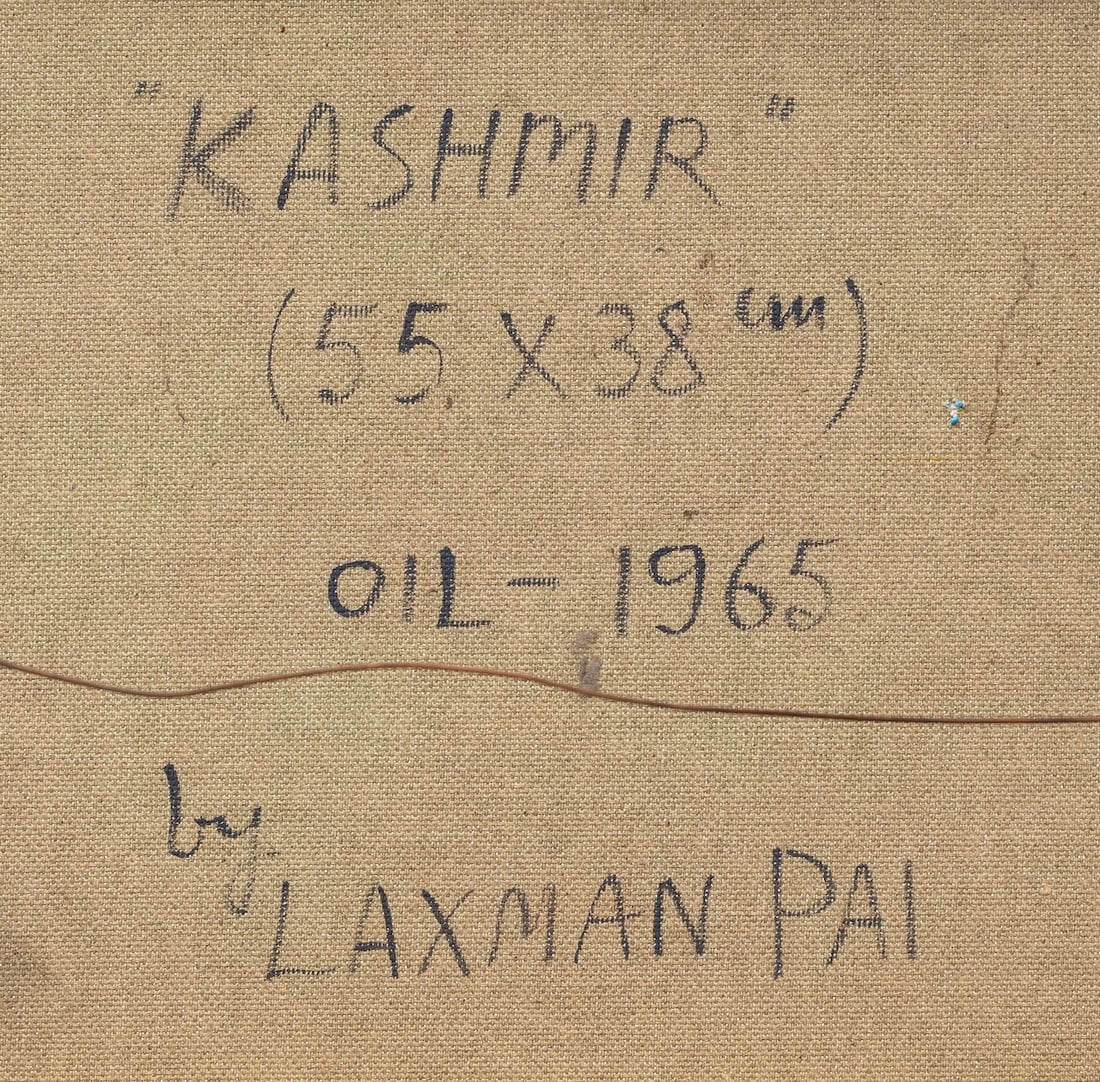 "KASHMIR"
(55 X 38 cm)
OIL - 1965
by
LAXMAN PAI